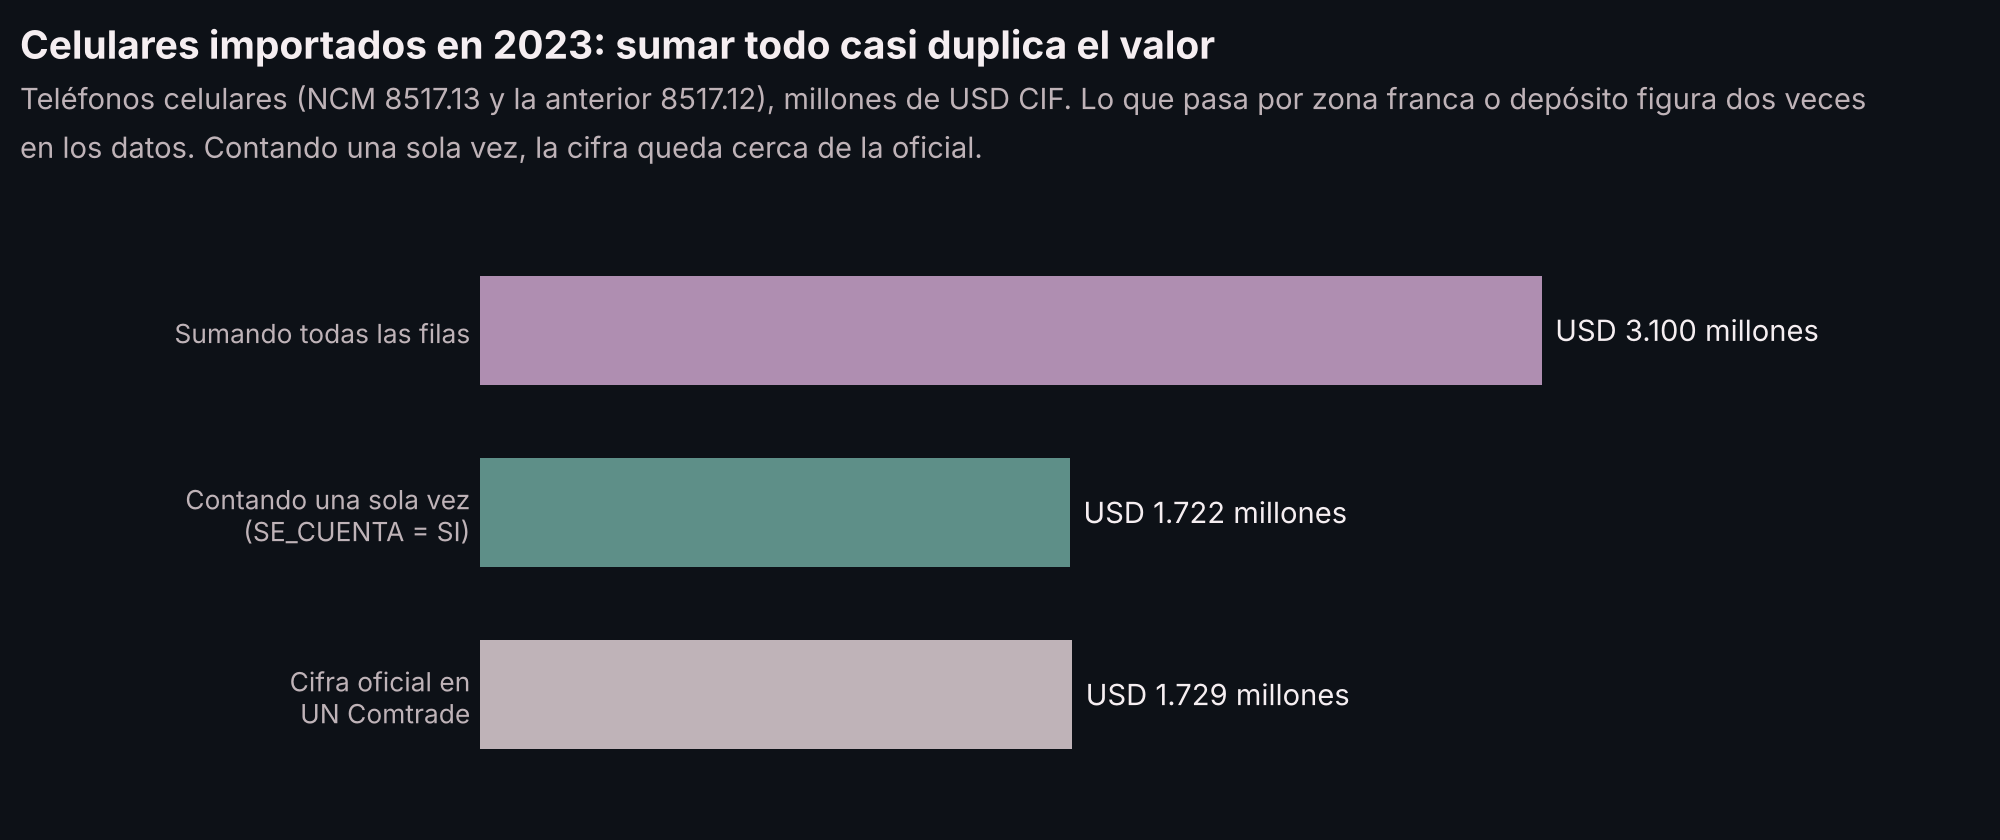 Celulares importados en 2023: sumar todo casi duplica el valor
Teléfonos celulares (NCM 8517.13 y la anterior 8517.12), millones de USD CIF. Lo que pasa por zona franca o depósito figura dos veces
en los datos. Contando una sola vez, la cifra queda cerca de la oficial.
Sumando todas las filas
USD 3.100 millones
Contando una sola vez
(SE_CUENTA = SI)
USD 1.722 millones
Cifra oficial en
UN Comtrade
USD 1.729 millones